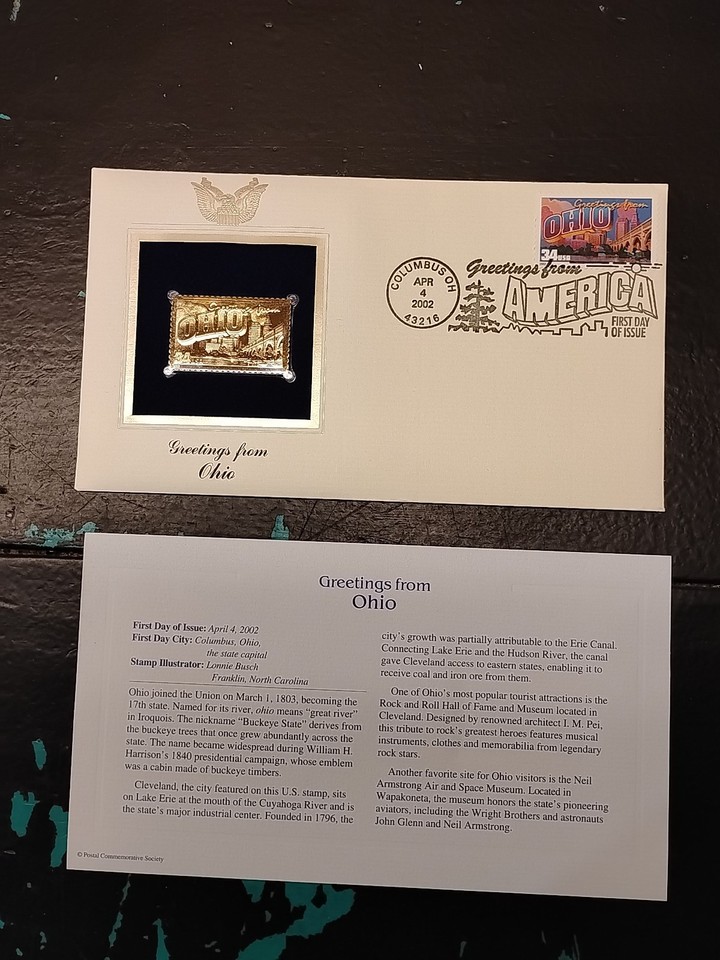 Greetings from
OHIO
34 USA
COLUMBUS OH
APR
4
2002
43216
Greetings from
AMERICA
FIRST DAY
OF ISSUE
OHIO
34
Greetings from
Ohio
Greetings from
Ohio
First Day of Issue: April 4, 2002
First Day City: Columbus, Ohio,
the state capital
Stamp Illustrator: Lonnie Busch
Franklin, North Carolina
Ohio joined the Union on March 1, 1803, becoming the
17th state. Named for its river, ohio means "great river"
in Iroquois. The nickname "Buckeye State" derives from
the buckeye trees that once grew abundantly across the
state. The name became widespread during William H.
Harrison's 1840 presidential campaign, whose emblem
was a cabin made of buckeye timbers.
Cleveland, the city featured on this U.S. stamp, sits
on Lake Erie at the mouth of the Cuyahoga River and is
the state's major industrial center. Founded in 1796, the
city's growth was partially attributable to the Erie Canal.
Connecting Lake Erie and the Hudson River, the canal
gave Cleveland access to eastern states, enabling it to
receive coal and iron ore from them.
One of Ohio's most popular tourist attractions is the
Rock and Roll Hall of Fame and Museum located in
Cleveland. Designed by renowned architect I. M. Pei,
this tribute to rock's greatest heroes features musical
instruments, clothes and memorabilia from legendary
rock stars.
Another favorite site for Ohio visitors is the Neil
Armstrong Air and Space Museum. Located in
Wapakoneta, the museum honors the state's pioneering
aviators, including the Wright Brothers and astronauts
John Glenn and Neil Armstrong.
© Postal Commemorative Society